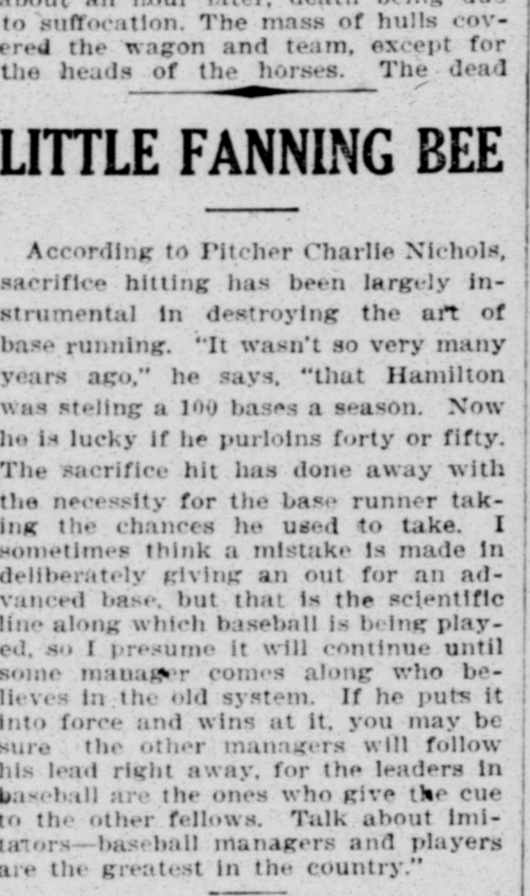 about an hour later, death being due
to suffocation. The mass of hulls cov-
ered the wagon and team, except for
the heads of the horses. The dead
LITTLE FANNING BEE
According to Pitcher Charlie Nichols,
sacrifice hitting has been largely in-
strumental in destroying the art of
base running. "It wasn't so very many
years ago," he says, "that Hamilton
was steling a 100 bases a season. Now
he is lucky if he purloins forty or fifty.
The sacrifice hit has done away with
the necessity for the base runner tak-
ing the chances he used to take. I
sometimes think a mistake is made in
deliberately giving an out for an ad-
vanced base, but that is the scientific
line along which baseball is being play-
ed, so I presume it will continue until
some manager comes along who be-
lieves in the old system. If he puts it
into force and wins at it, you may be
sure the other managers will follow
his lead right away, for the leaders in
baseball are the ones who give the cue
to the other fellows. Talk about imi-
tators—baseball managers and players
are the greatest in the country."